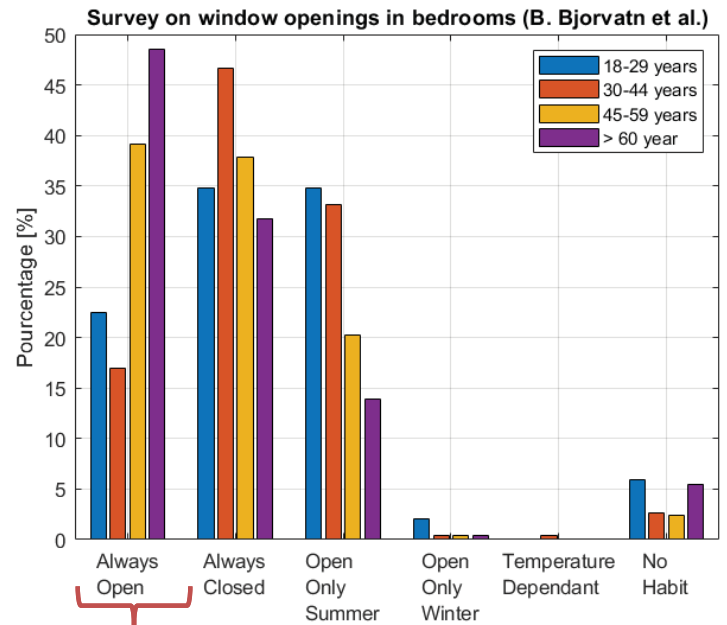 Survey on window openings in bedrooms (B. Bjorvatn et al.)
50
45
40
35
30
25
20
15
10
5
0
Pourcentage [%]
18-29 years
30-44 years
45-59 years
> 60 year
Always
Open
Always
Closed
Open
Only
Summer
Open
Only
Winter
Temperature
Dependant
No
Habit